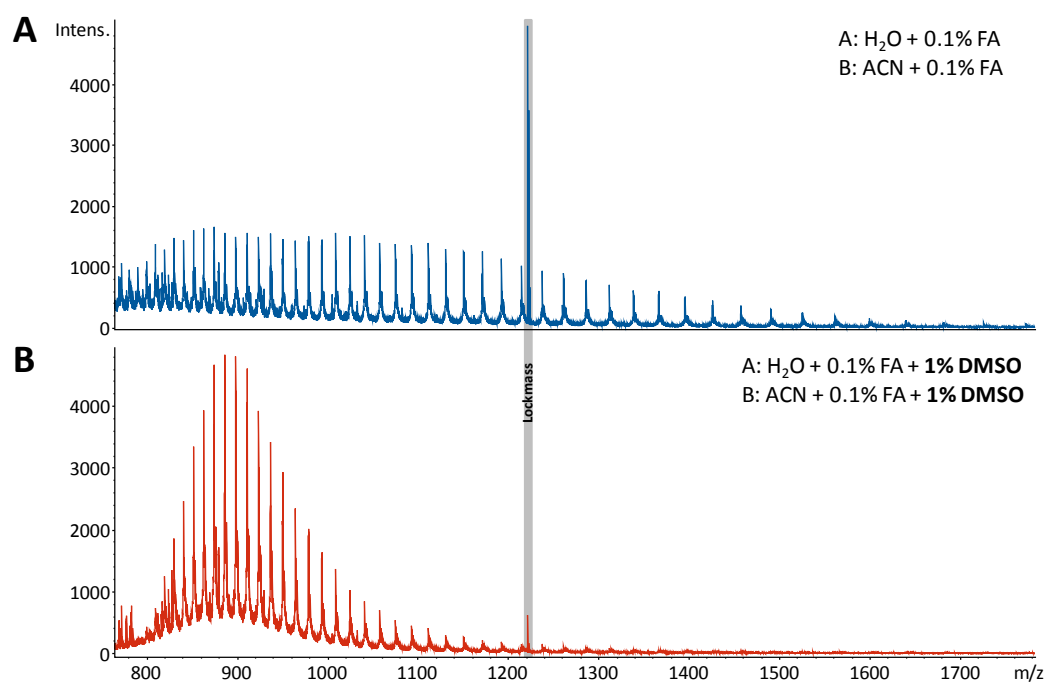 A
Intens.
A: H₂O + 0.1% FA
B: ACN + 0.1% FA
4000
3000
2000
1000
0
B
A: H₂O + 0.1% FA + 1% DMSO
B: ACN + 0.1% FA + 1% DMSO
Lockmass
4000
3000
2000
1000
0
800 900 1000 1100 1200 1300 1400 1500 1600 1700 m/z